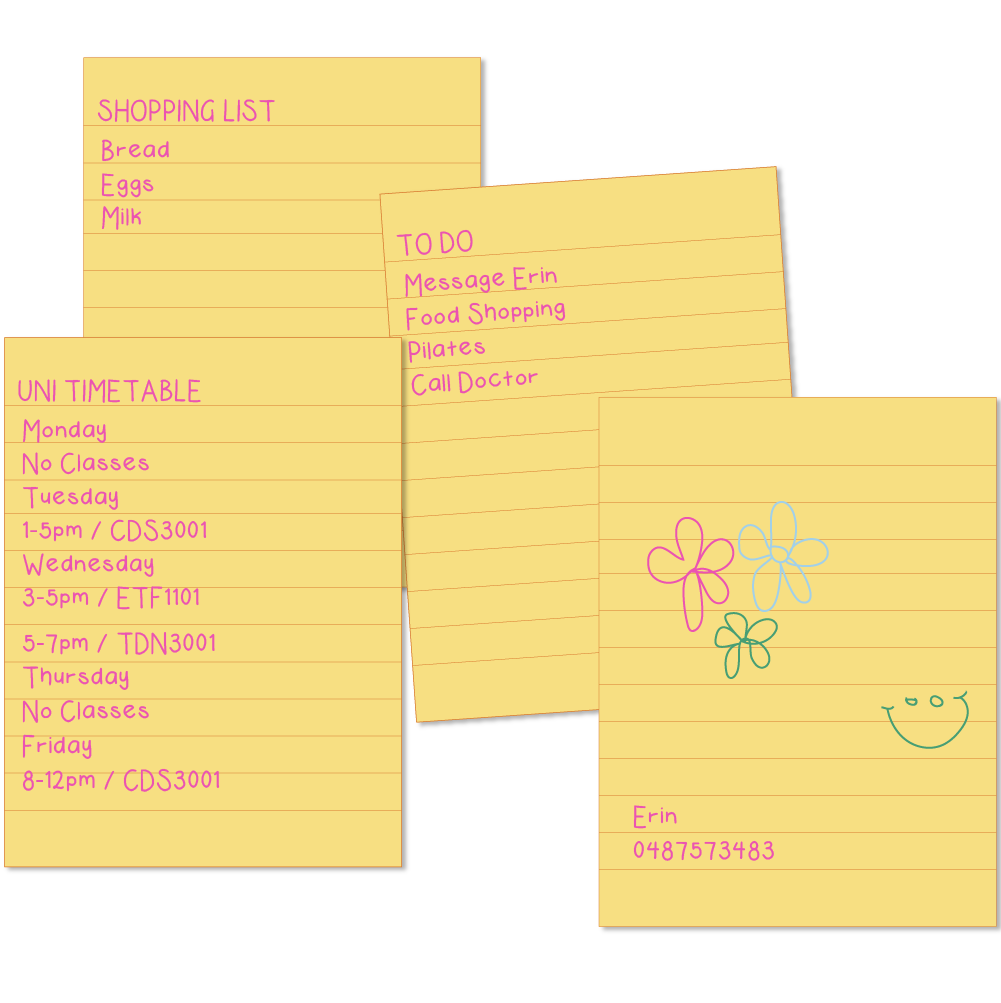 SHOPPING LIST
Bread
Eggs
Milk
TO DO
Message Erin
Food Shopping
Pilates
Call Doctor
UNI TIMETABLE
Monday
No Classes
Tuesday
1-5pm / CDS3001
Wednesday
3-5pm / ETF1101
5-7pm / TDN3001
Thursday
No Classes
Friday
8-12pm / CDS3001
Erin
0487573483